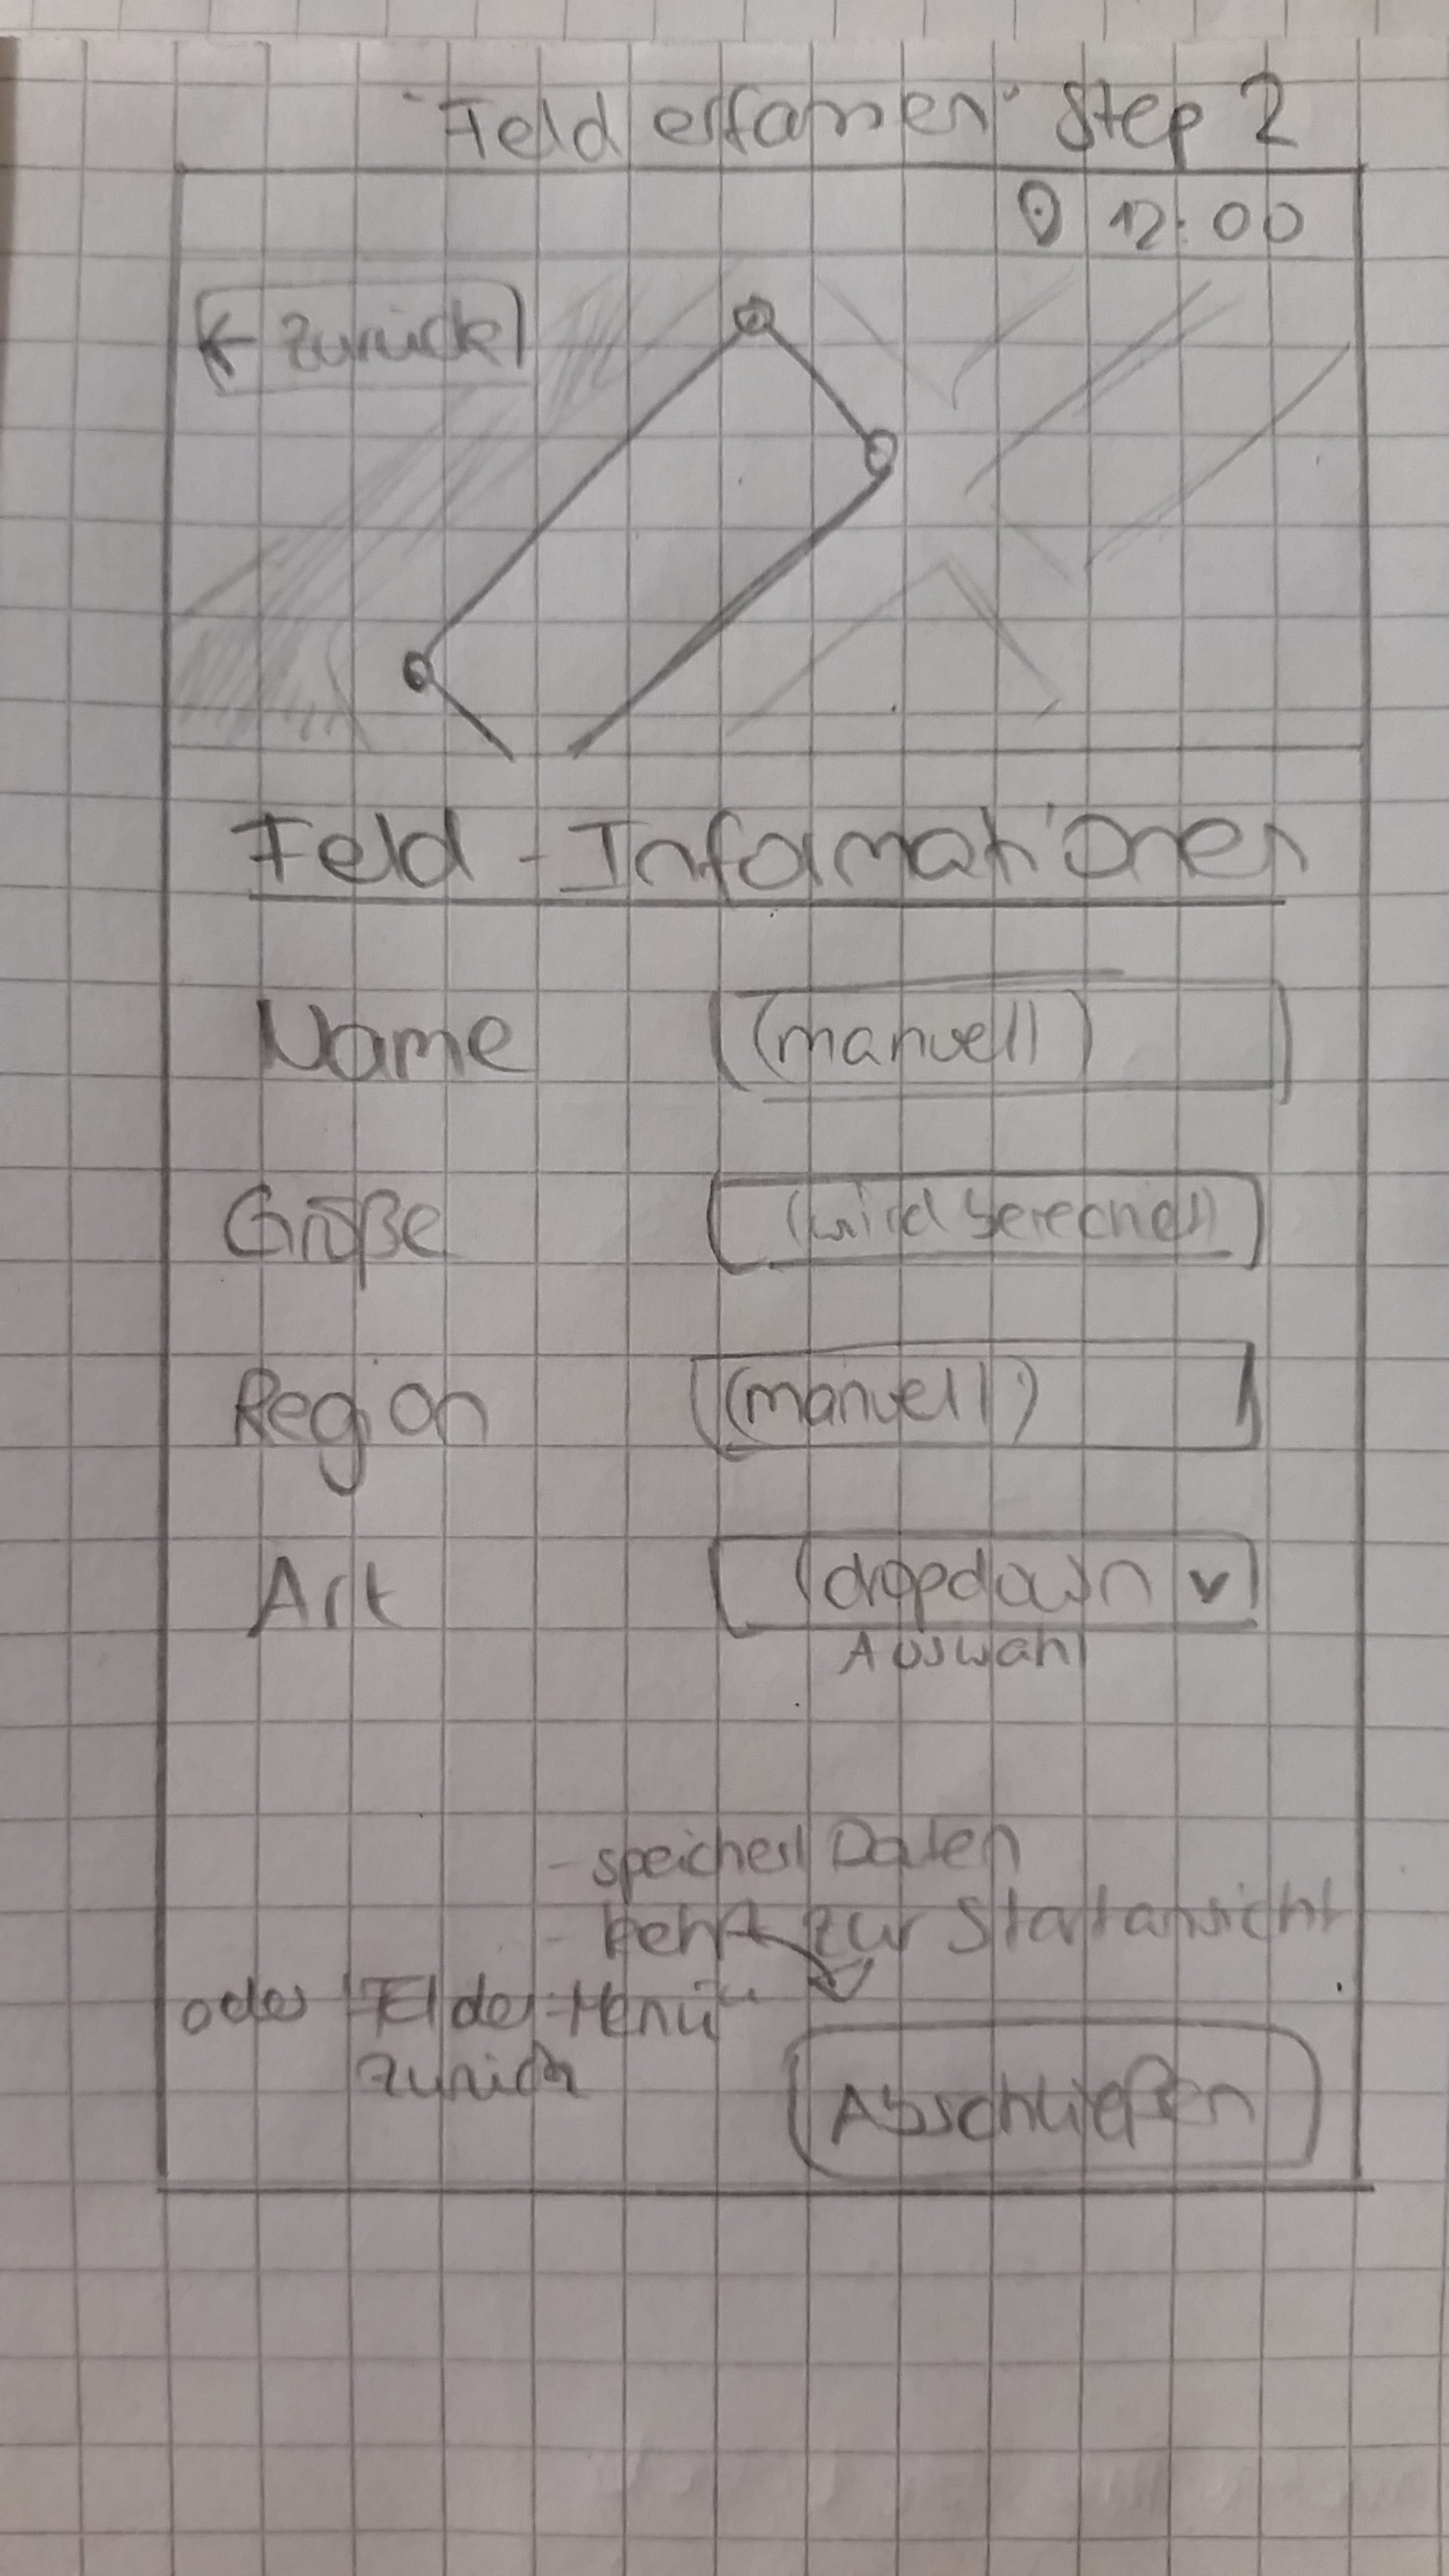 "Feld erfassen" Step 2
12:00
← zurück
Feld - Informationen
Name (manuell)
Größe (wird berechnet)
Region (manuell)
Art (dropdown v
Auswahl
- speichert Daten
- kehrt zur Startansicht
oder "Felder-Menü"
zurück
Abschließen